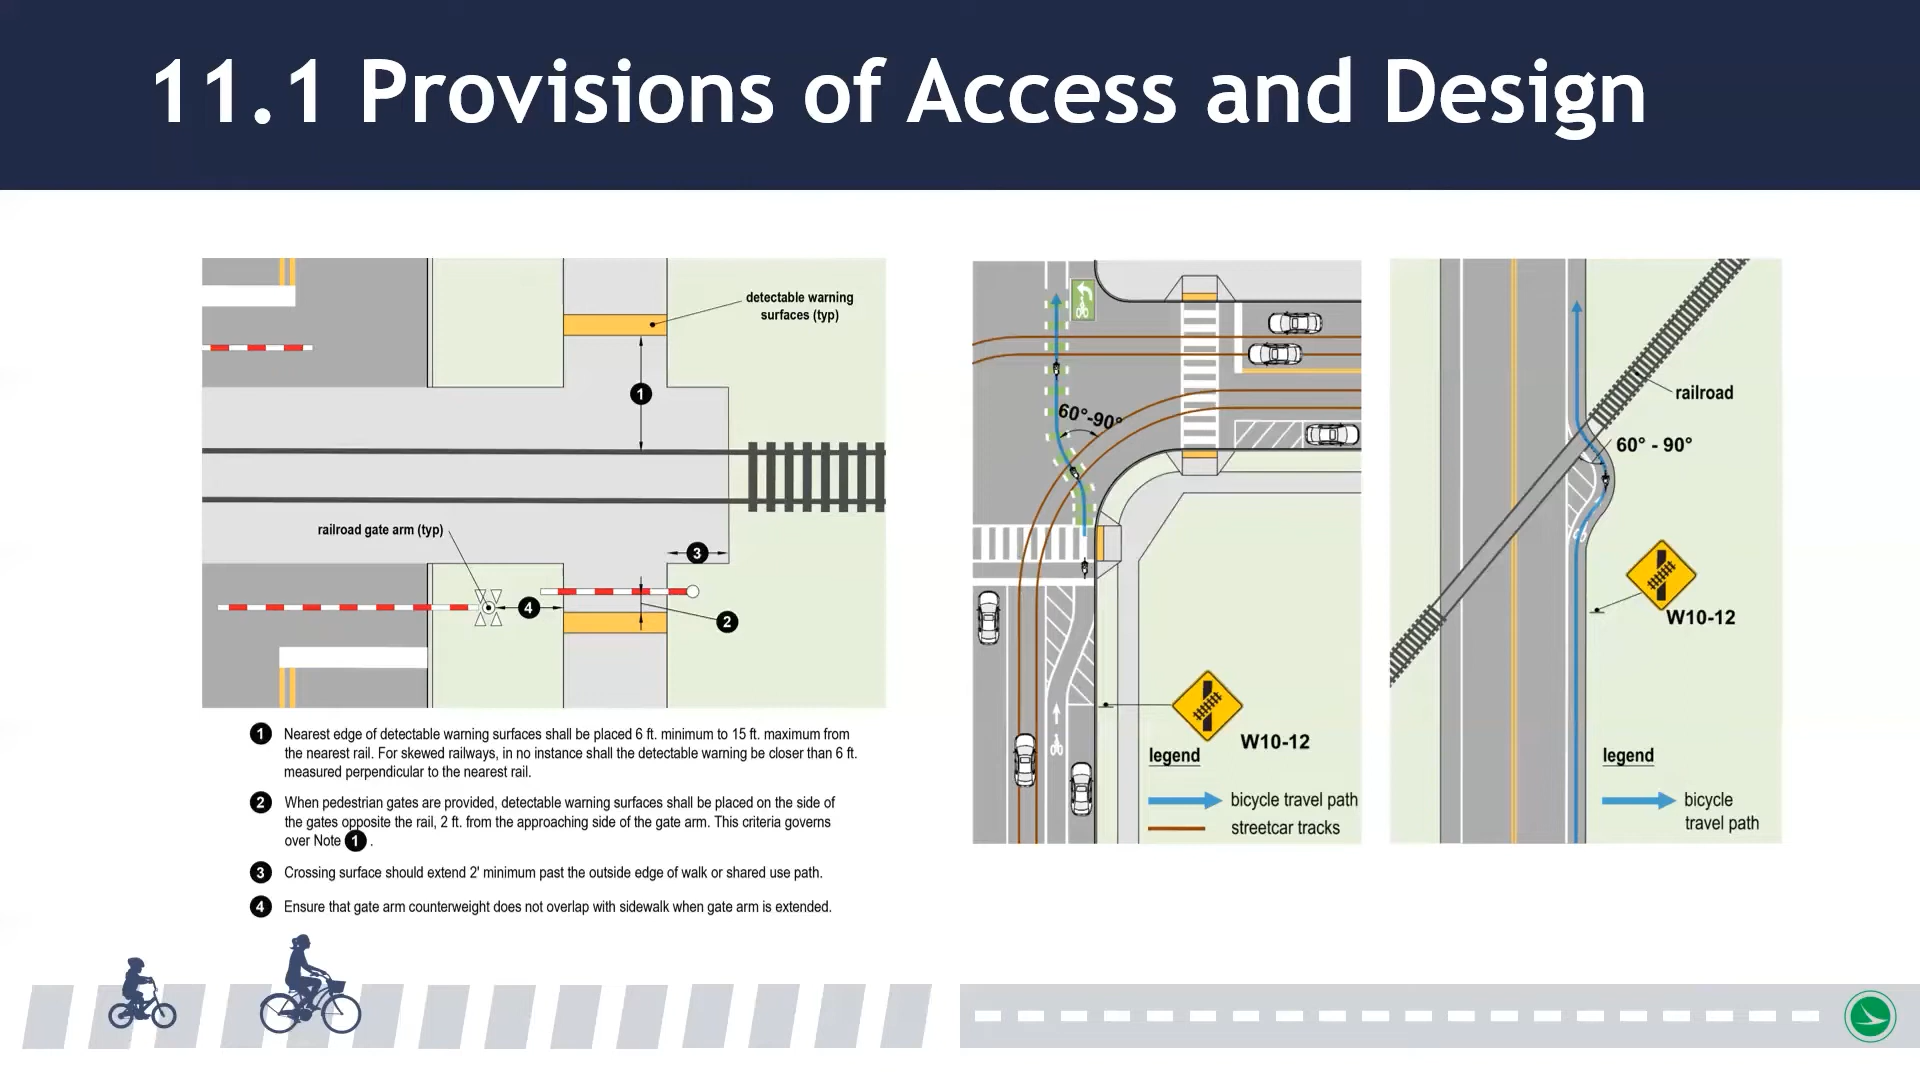 11.1 Provisions of Access and Design
detectable warning
surfaces (typ)
1
railroad gate arm (typ)
3
4
2
1 Nearest edge of detectable warning surfaces shall be placed 6 ft. minimum to 15 ft. maximum from
the nearest rail. For skewed railways, in no instance shall the detectable warning be closer than 6 ft.
measured perpendicular to the nearest rail.
2 When pedestrian gates are provided, detectable warning surfaces shall be placed on the side of
the gates opposite the rail, 2 ft. from the approaching side of the gate arm. This criteria governs
over Note 1 .
3 Crossing surface should extend 2' minimum past the outside edge of walk or shared use path.
4 Ensure that gate arm counterweight does not overlap with sidewalk when gate arm is extended.
60°-90°
W10-12
legend
bicycle travel path
streetcar tracks
railroad
60° - 90°
W10-12
legend
bicycle
travel path